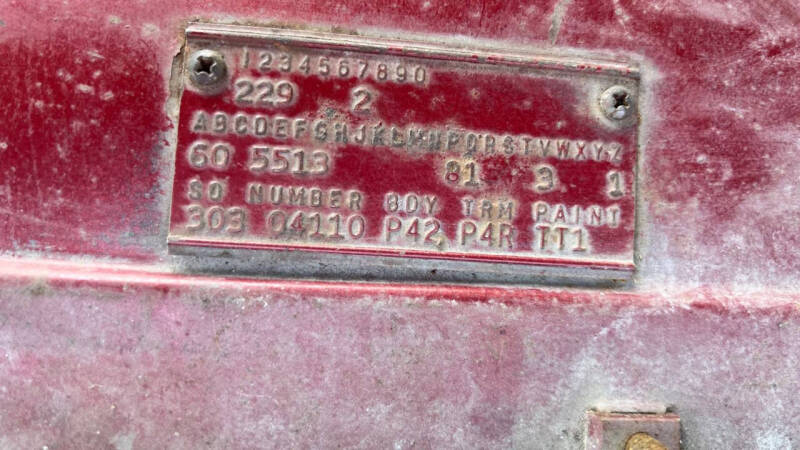 1234567890
229 2
ABCDEFGHJKLMNPQRSTVWXYZ
60 5513 81 3 1
SO NUMBER BDY TRM PAINT
303 04110 P42 P4R TT1